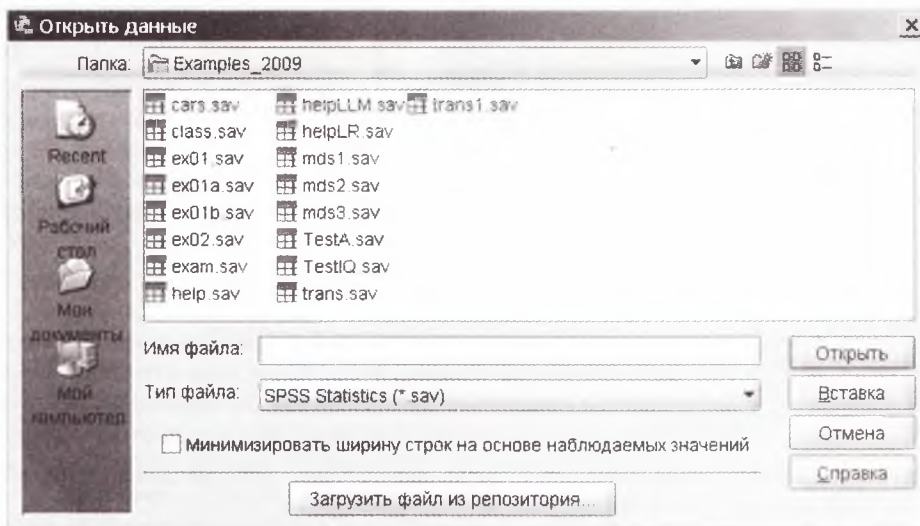 Открыть данные
Папка: Examples_2009
Recent
Рабочий стол
Мои документы
Мой компьютер
cars.sav helpLLM.sav trans1.sav
class.sav helpLR.sav
ex01.sav mds1.sav
ex01a.sav mds2.sav
ex01b.sav mds3.sav
ex02.sav TestA.sav
exam.sav TestIQ.sav
help.sav trans.sav
Имя файла:
Открыть
Тип файла: SPSS Statistics (*.sav)
Вставка
Минимизировать ширину строк на основе наблюдаемых значений
Отмена
Справка
Загрузить файл из репозитория...